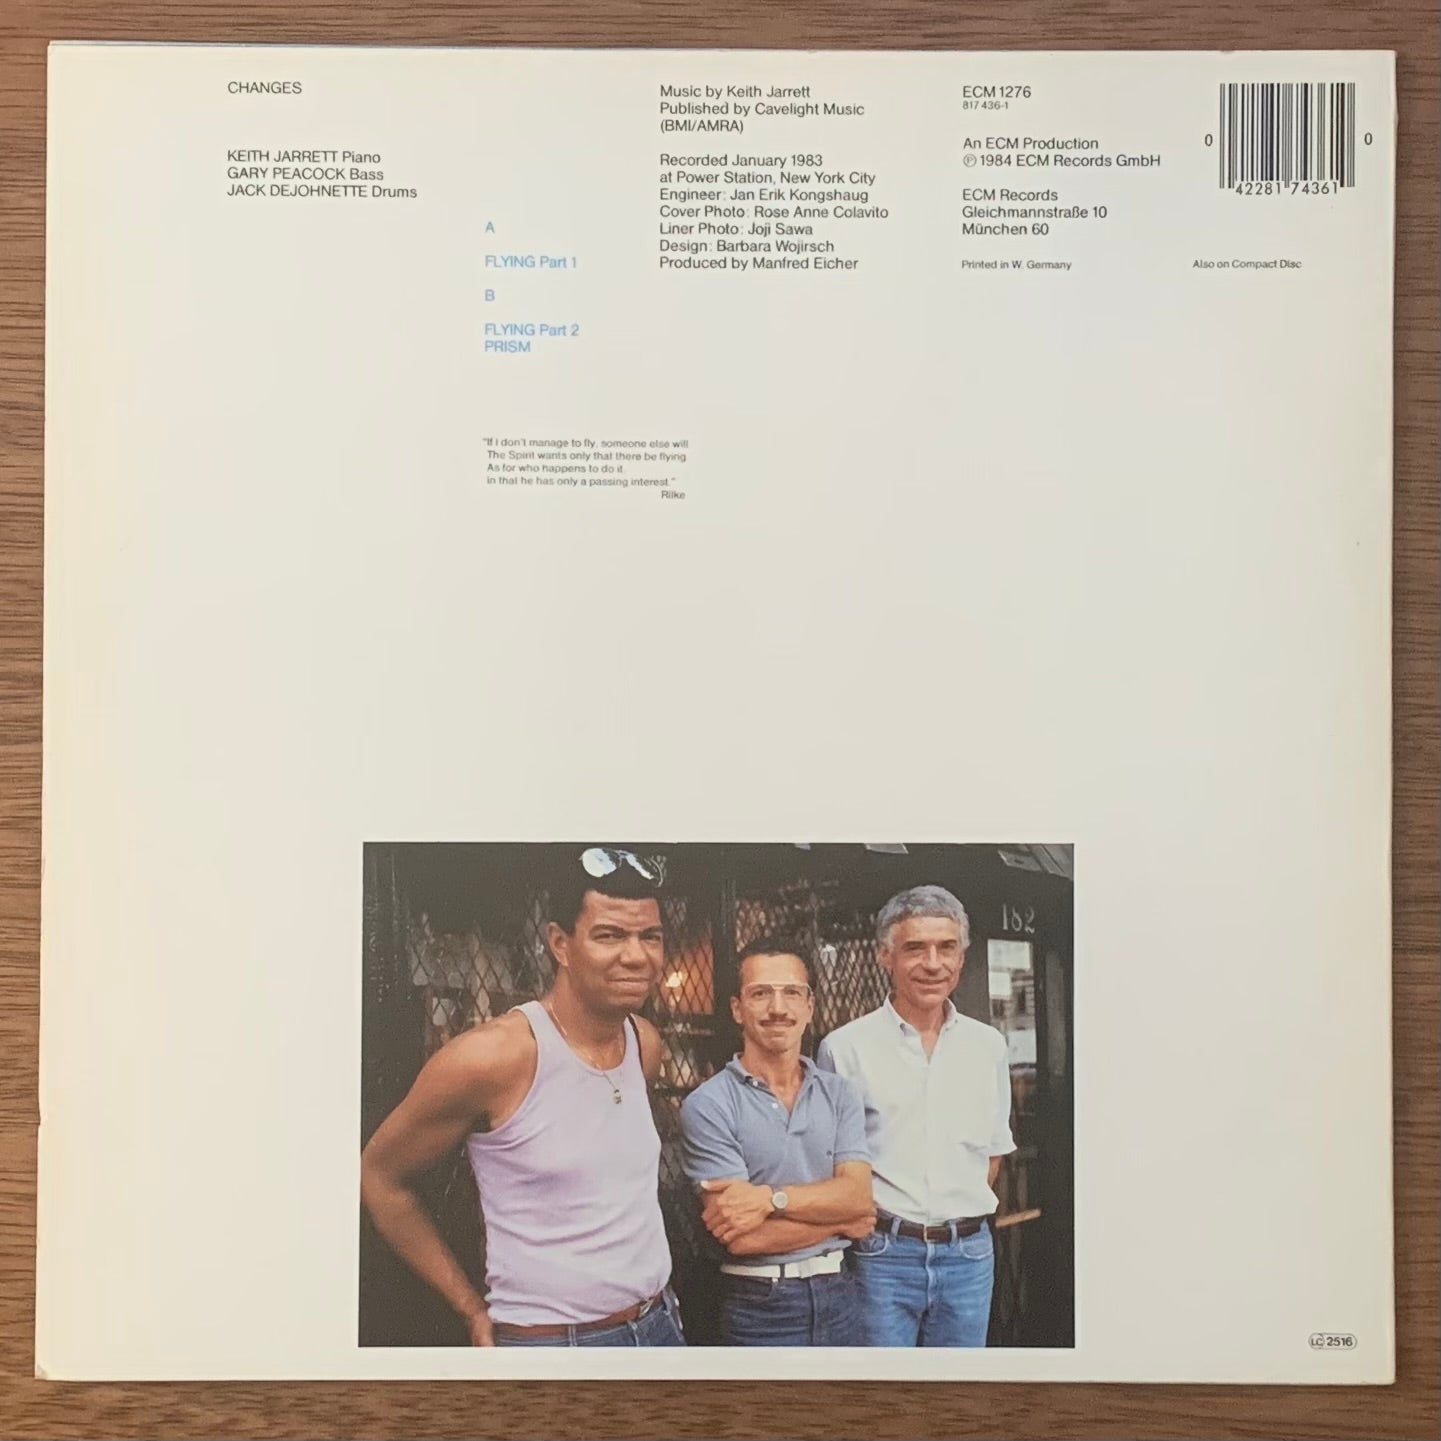 CHANGES
KEITH JARRETT Piano
GARY PEACOCK Bass
JACK DEJOHNETTE Drums
A
FLYING Part 1
B
FLYING Part 2
PRISM
Music by Keith Jarrett
Published by Cavelight Music
(BMI/AMRA)
Recorded January 1983
at Power Station, New York City
Engineer: Jan Erik Kongshaug
Cover Photo: Rose Anne Colavito
Liner Photo: Joji Sawa
Design: Barbara Wojirsch
Produced by Manfred Eicher
ECM 1276
817 436-1
An ECM Production
℗ 1984 ECM Records GmbH
ECM Records
Gleichmannstraße 10
München 60
Printed in W. Germany
0 42281 74361 0
Also on Compact Disc
"If I don't manage to fly, someone else will
The Spirit wants only that there be flying
As for who happens to do it,
in that he has only a passing interest."
Rilke
182
LC 2516